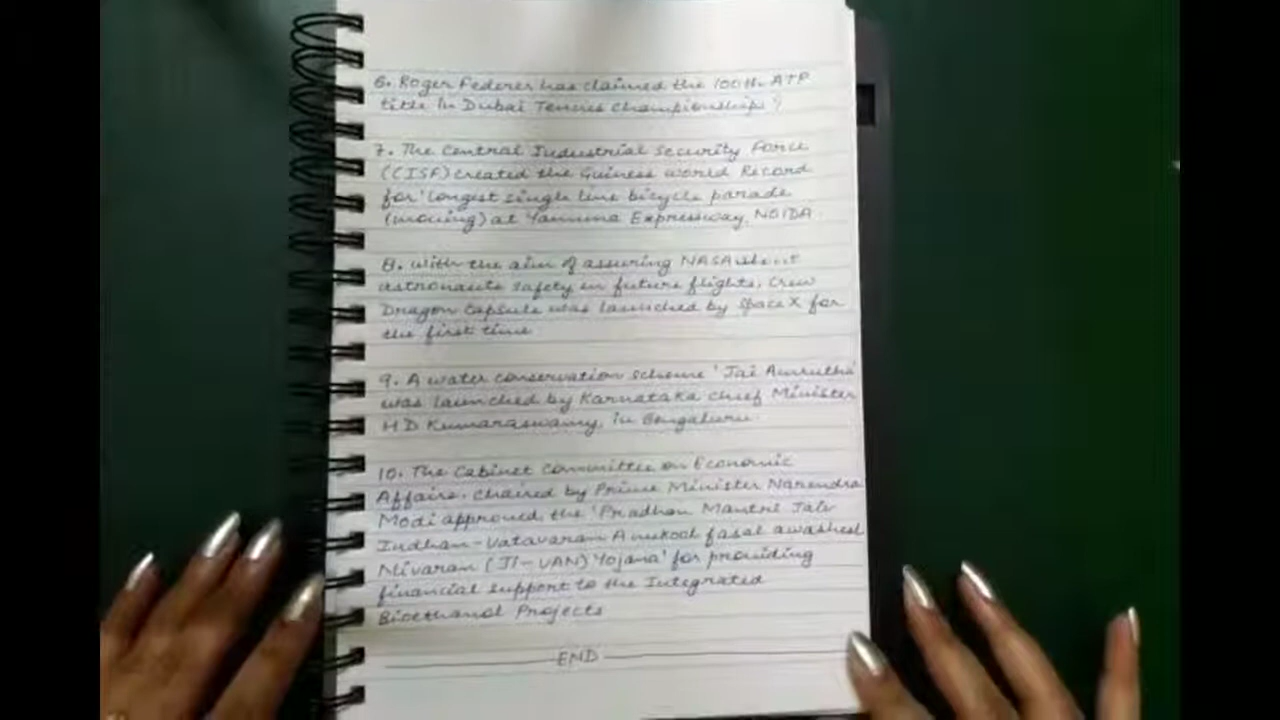 6. Roger Federer has claimed the 100th ATP
title in Dubai Tennis Championships ?
7. The Central Industrial Security Force
(CISF) created the Guiness World Record
for 'longest single line bicycle parade
(moving) at Yamuna Expressway, NOIDA
8. With the aim of assuring NASA about
astronauts safety in future flights, Crew
Dragon Capsule was launched by SpaceX for
the first time
9. A water conservation scheme 'Jal Amrutha'
was launched by Karnataka chief Minister
H D Kumaraswamy, in Bengaluru.
10. The Cabinet Committee on Economic
Affairs, chaired by Prime Minister Narendra
Modi approved the 'Pradhan Mantri Jaiv
Indhan-Vatavaran Anukool fasal awashesh
Nivaran (JI-VAN) Yojana' for providing
financial support to the Integrated
Bioethanol Projects
END